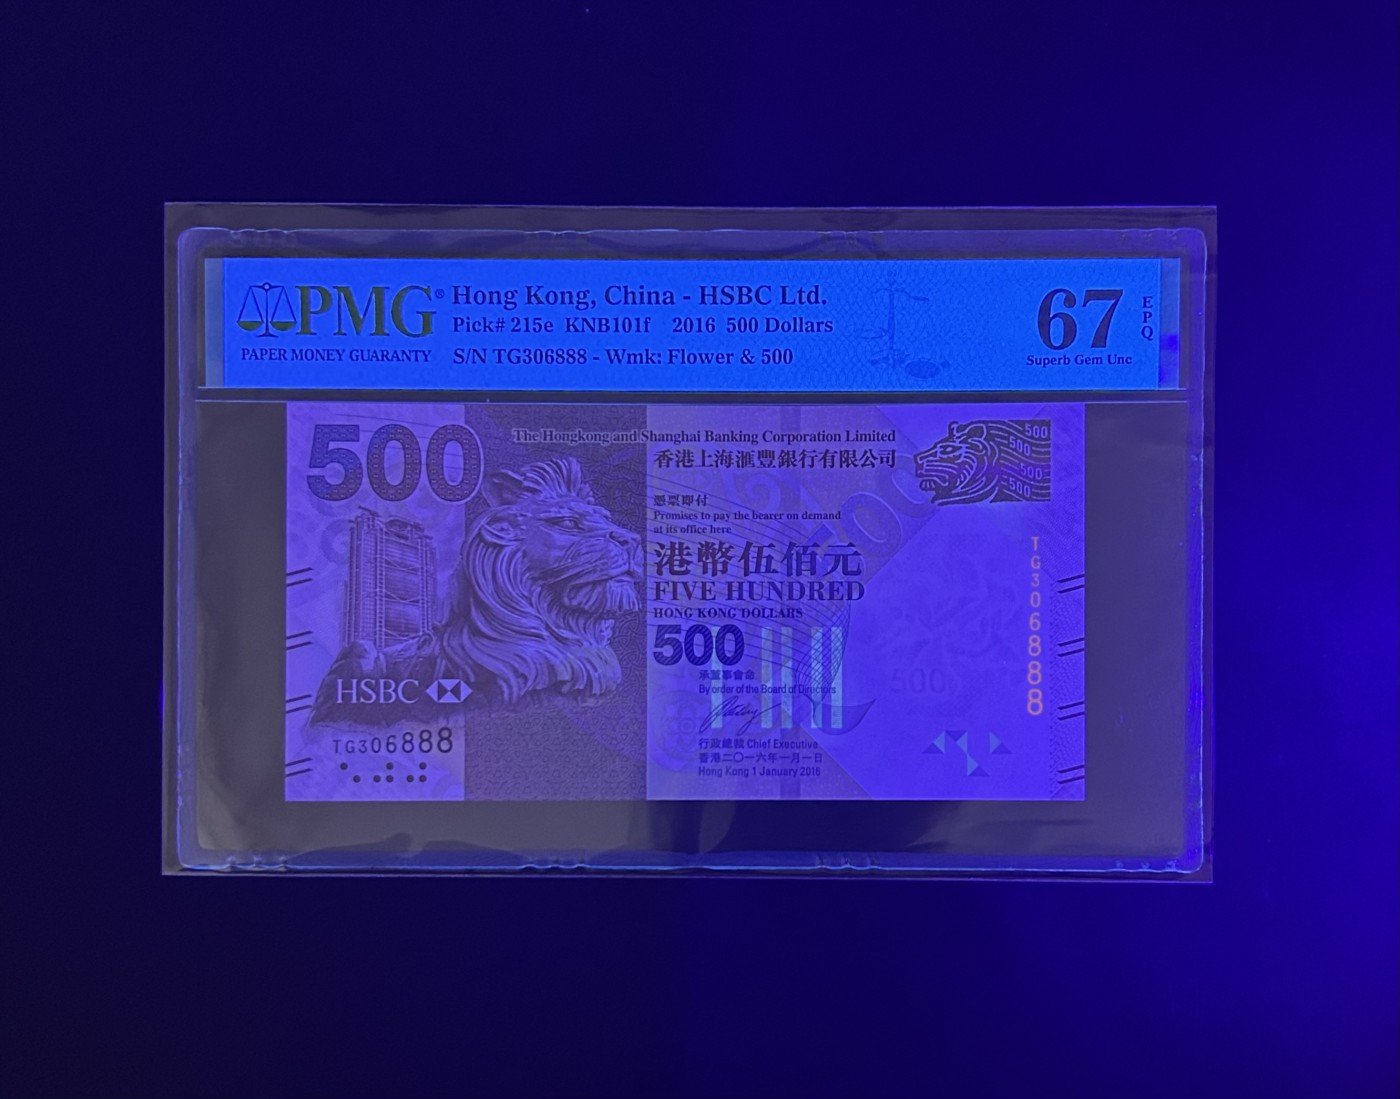 PMG®
PAPER MONEY GUARANTY
Hong Kong, China - HSBC Ltd.
Pick# 215e KNB101f 2016 500 Dollars
S/N TG306888 - Wmk: Flower & 500
67
EPQ
Superb Gem Unc
500
The Hongkong and Shanghai Banking Corporation Limited
香港上海滙豐銀行有限公司
500
500
500
500
憑票即付
Promises to pay the bearer on demand
at its office here
港幣伍佰元
FIVE HUNDRED
HONG KONG DOLLARS
500
承董事會命
By order of the Board of Directors
行政總裁 Chief Executive
香港二〇一六年一月一日
Hong Kong 1 January 2016
HSBC
TG306888
TG306888
500
500